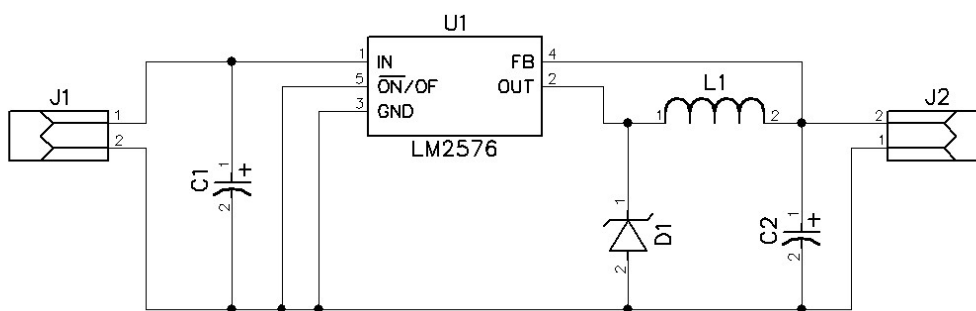 U1
1 IN FB 4
5 ON/OF OUT 2
3 GND
LM2576
J1
1
2
L1
1 2
J2
2
1
C1
1 +
2
D1
1
2
C2
1 +
2